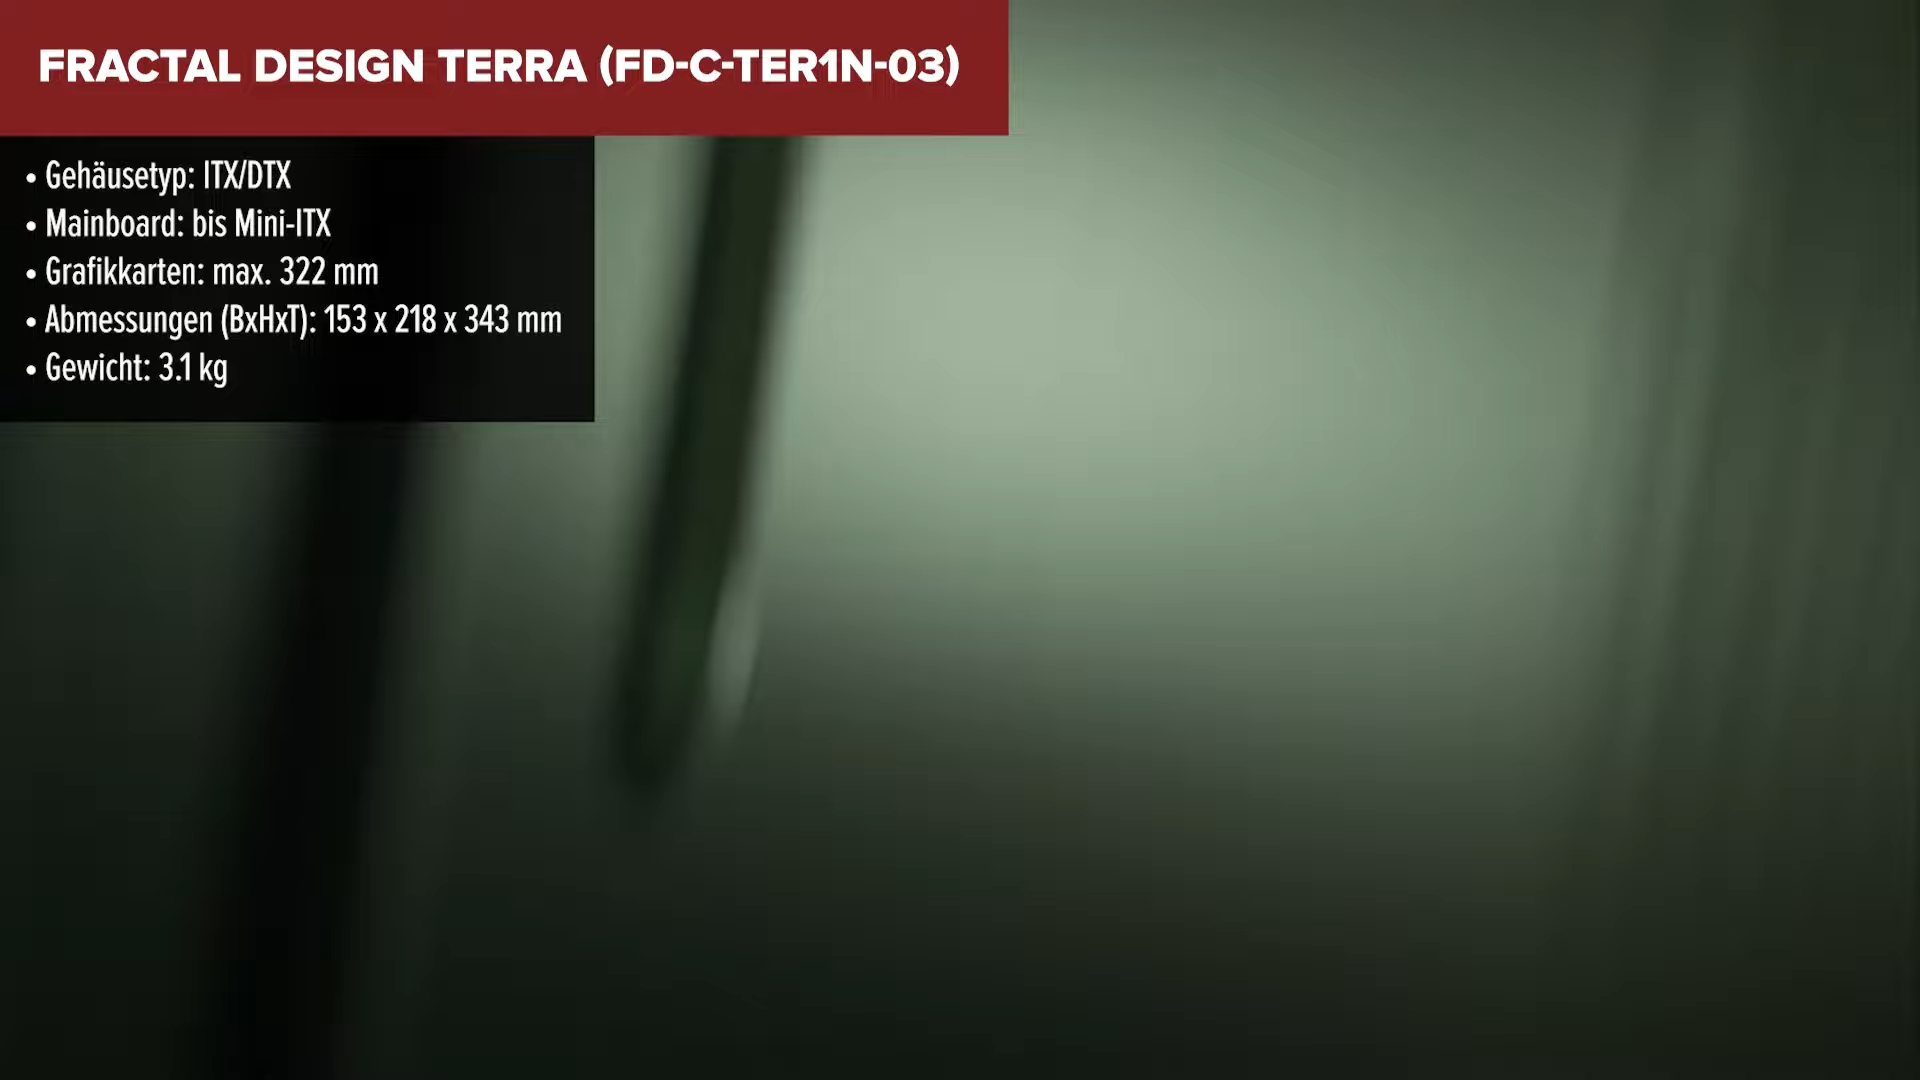 FRACTAL DESIGN TERRA (FD-C-TER1N-03)
• Gehäusetyp: ITX/DTX
• Mainboard: bis Mini-ITX
• Grafikkarten: max. 322 mm
• Abmessungen (BxHxT): 153 x 218 x 343 mm
• Gewicht: 3.1 kg